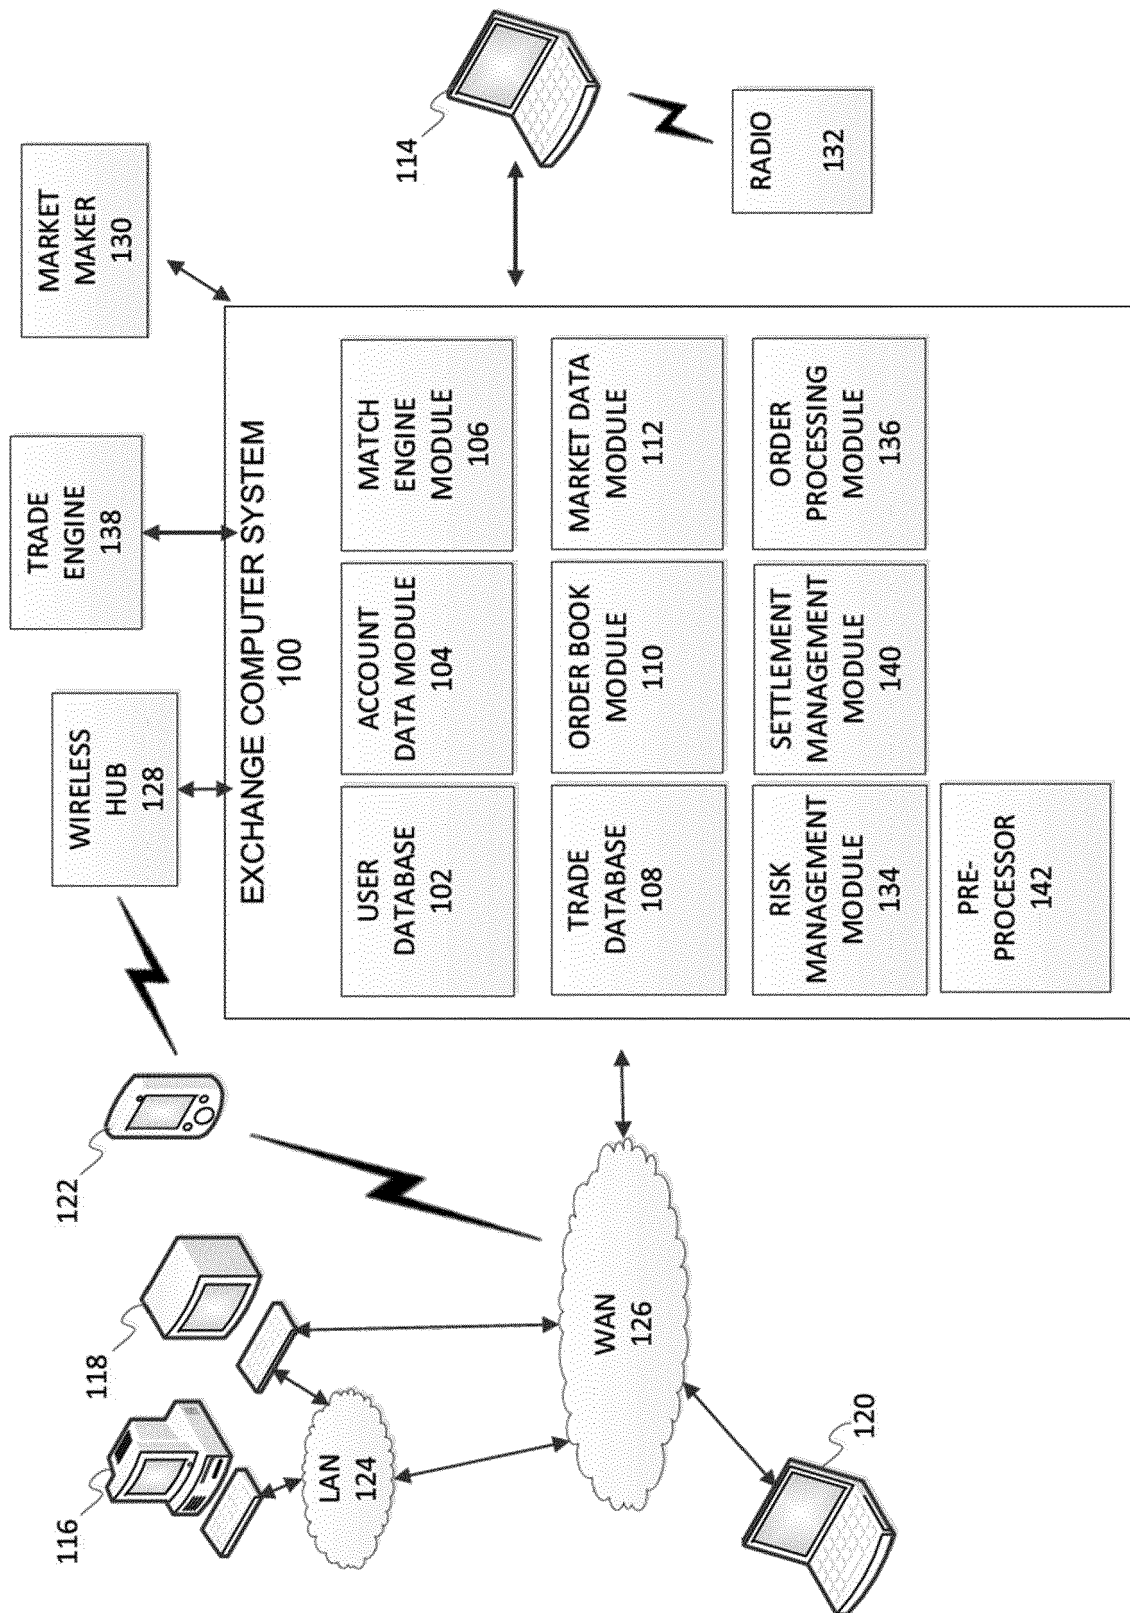 WIRELESS
HUB
128
TRADE
ENGINE
138
MARKET
MAKER
130
EXCHANGE COMPUTER SYSTEM
100
USER
DATABASE
102
ACCOUNT
DATA MODULE
104
MATCH
ENGINE
MODULE
106
TRADE
DATABASE
108
ORDER BOOK
MODULE
110
MARKET DATA
MODULE
112
RISK
MANAGEMENT
MODULE
134
SETTLEMENT
MANAGEMENT
MODULE
140
ORDER
PROCESSING
MODULE
136
PRE-
PROCESSOR
142
116
118
122
LAN
124
WAN
126
120
114
RADIO
132